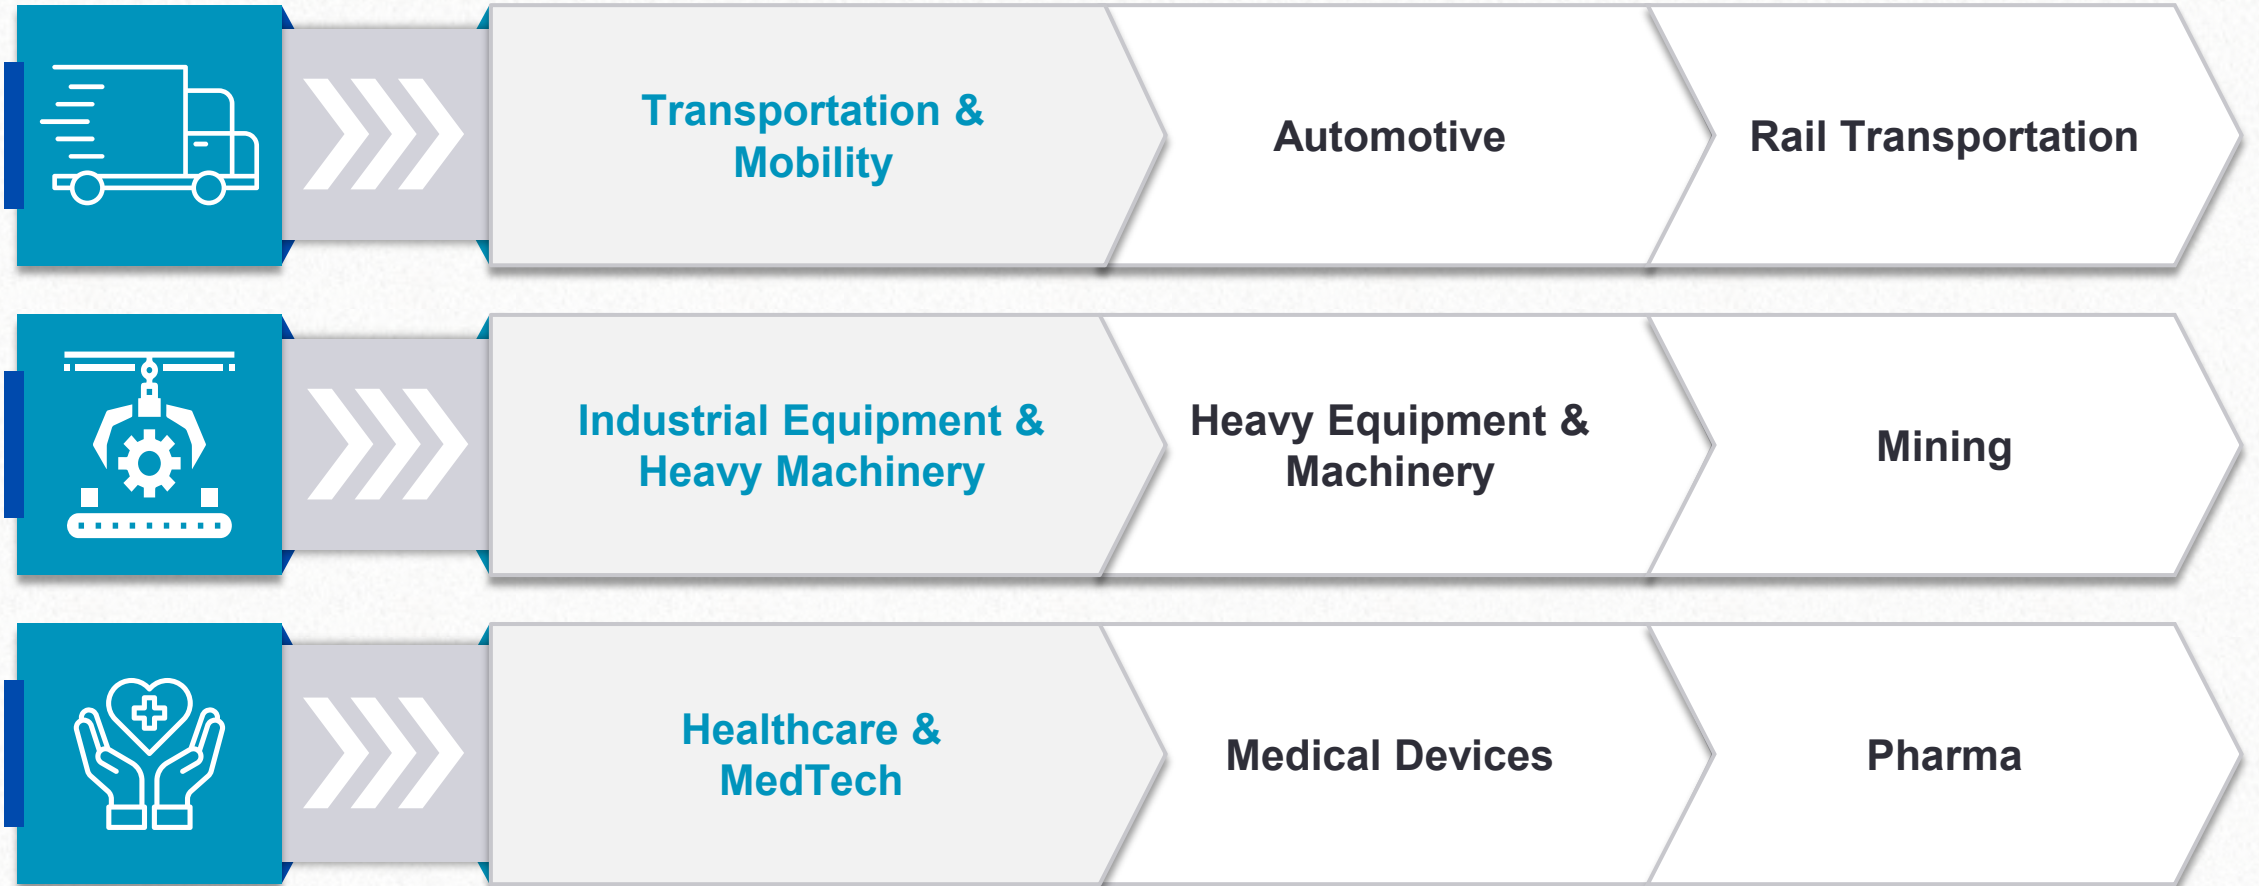 Transportation &
Mobility
Automotive
Rail Transportation
Industrial Equipment &
Heavy Machinery
Heavy Equipment &
Machinery
Mining
Healthcare &
MedTech
Medical Devices
Pharma